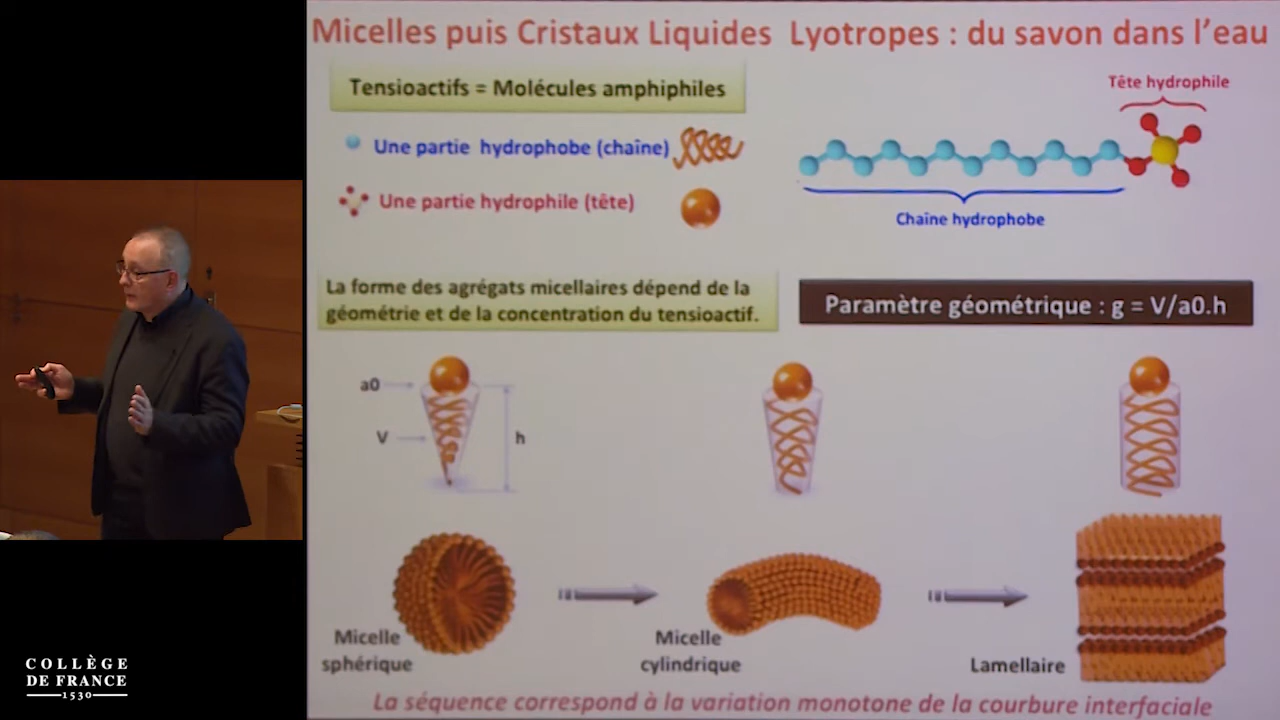 Micelles puis Cristaux Liquides Lyotropes : du savon dans l'eau
Tensioactifs = Molécules amphiphiles
Tête hydrophile
Une partie hydrophobe (chaîne)
Une partie hydrophile (tête)
Chaîne hydrophobe
La forme des agrégats micellaires dépend de la
géométrie et de la concentration du tensioactif.
Paramètre géométrique : g = V/a0.h
a0
V
h
Micelle
sphérique
Micelle
cylindrique
Lamellaire
La séquence correspond à la variation monotone de la courbure interfaciale
COLLÈGE
DE FRANCE
1530